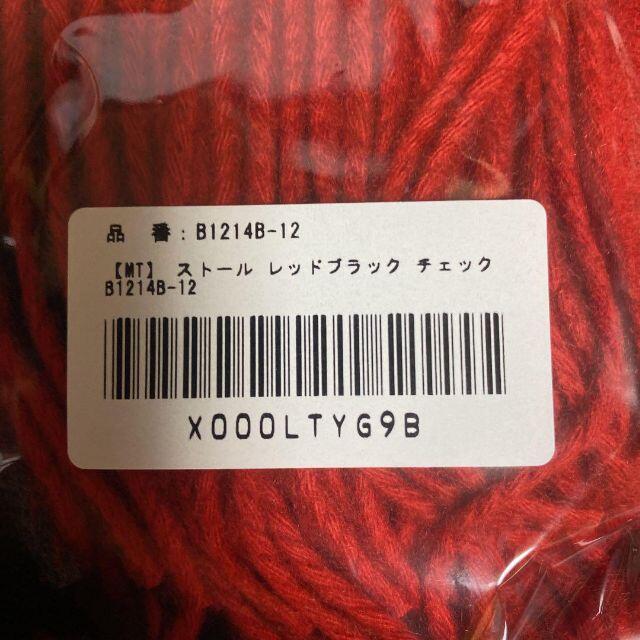 品 番：B1214B-12
【MT】 ストール レッドブラック チェック
B1214B-12
X000LTYG9B